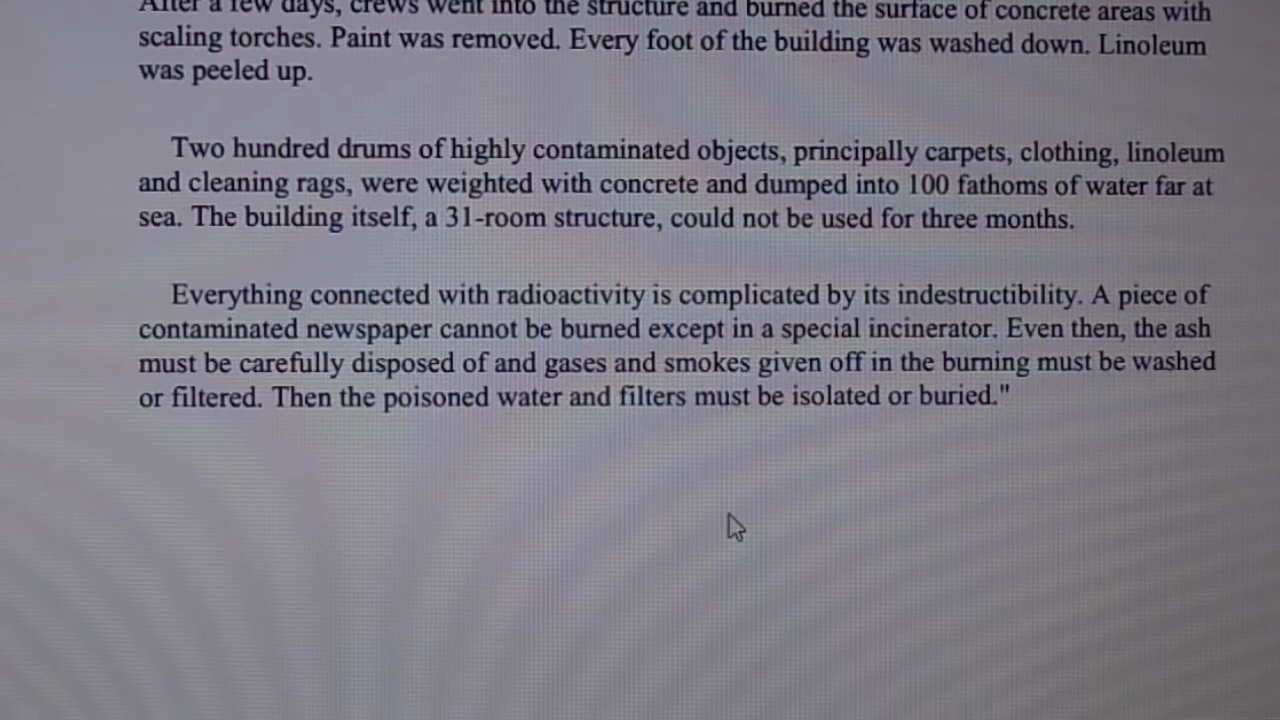 After a few days, crews went into the structure and burned the surface of concrete areas with
scaling torches. Paint was removed. Every foot of the building was washed down. Linoleum
was peeled up.
Two hundred drums of highly contaminated objects, principally carpets, clothing, linoleum
and cleaning rags, were weighted with concrete and dumped into 100 fathoms of water far at
sea. The building itself, a 31-room structure, could not be used for three months.
Everything connected with radioactivity is complicated by its indestructibility. A piece of
contaminated newspaper cannot be burned except in a special incinerator. Even then, the ash
must be carefully disposed of and gases and smokes given off in the burning must be washed
or filtered. Then the poisoned water and filters must be isolated or buried."